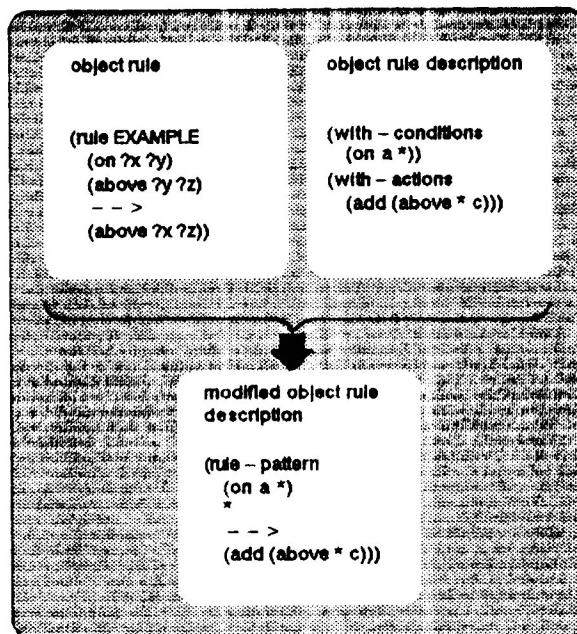 object rule
(rule EXAMPLE
(on ?x ?y)
(above ?y ?z)
– – >
(above ?x ?z))
object rule description
(with – conditions
(on a *))
(with – actions
(add (above * c)))
modified object rule
description
(rule – pattern
(on a *)
*
– – >
(add (above * c)))